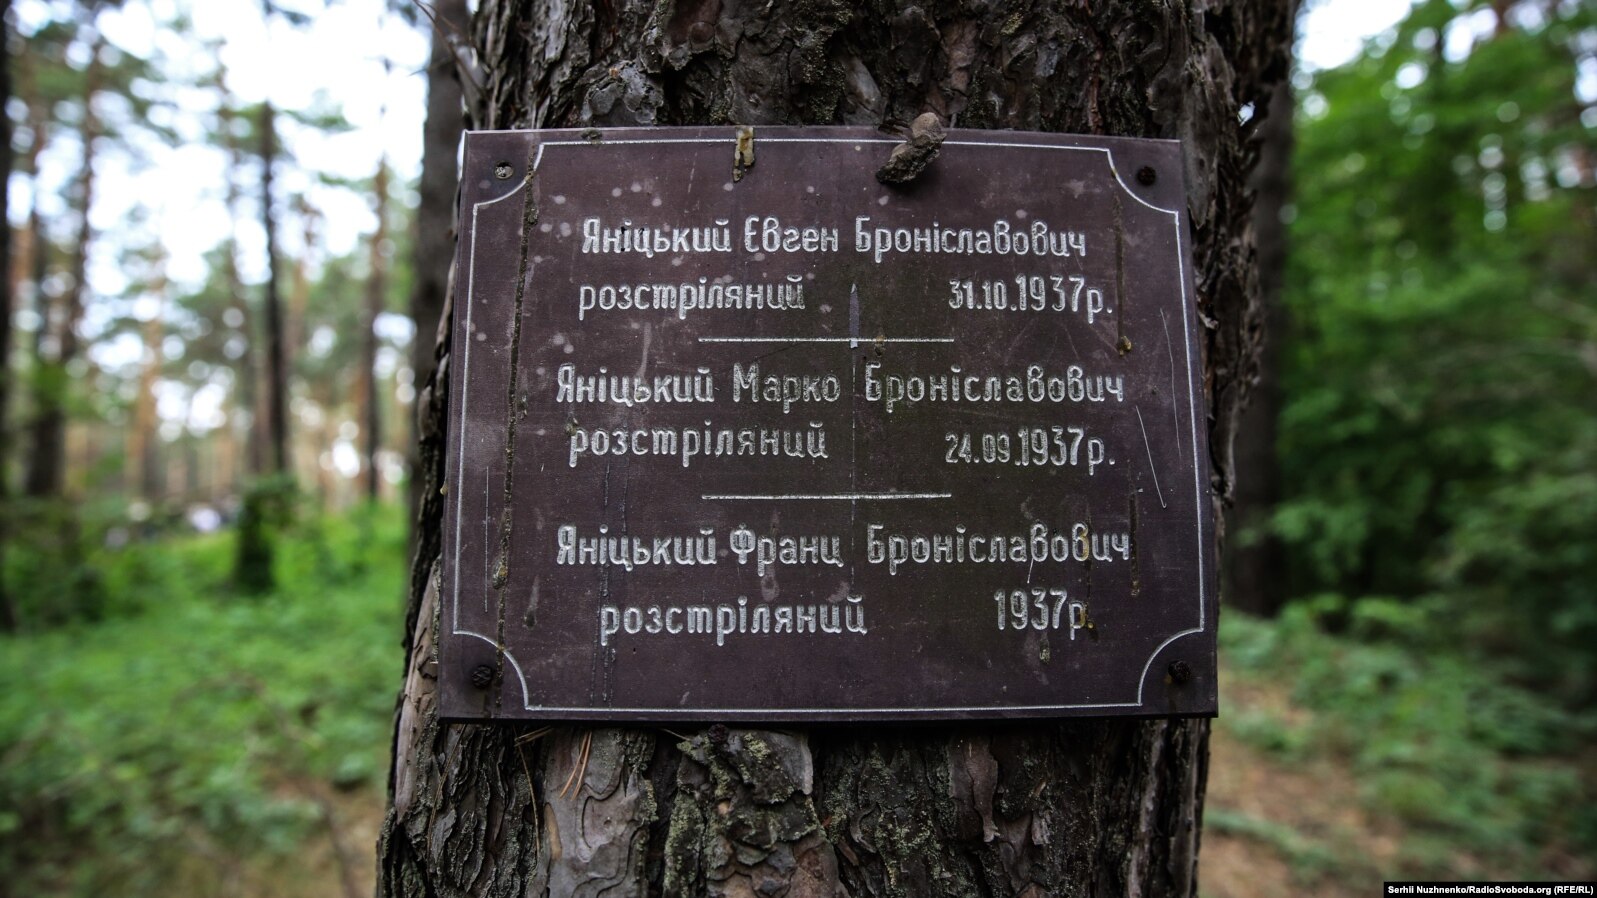 Яніцький Євген Броніславович
розстріляний 31.10.1937р.
Яніцький Марко Броніславович
розстріляний 24.09.1937р.
Яніцький Франц Броніславович
розстріляний 1937р.
Serhii Nuzhnenko/RadioSvoboda.org (RFE/RL)